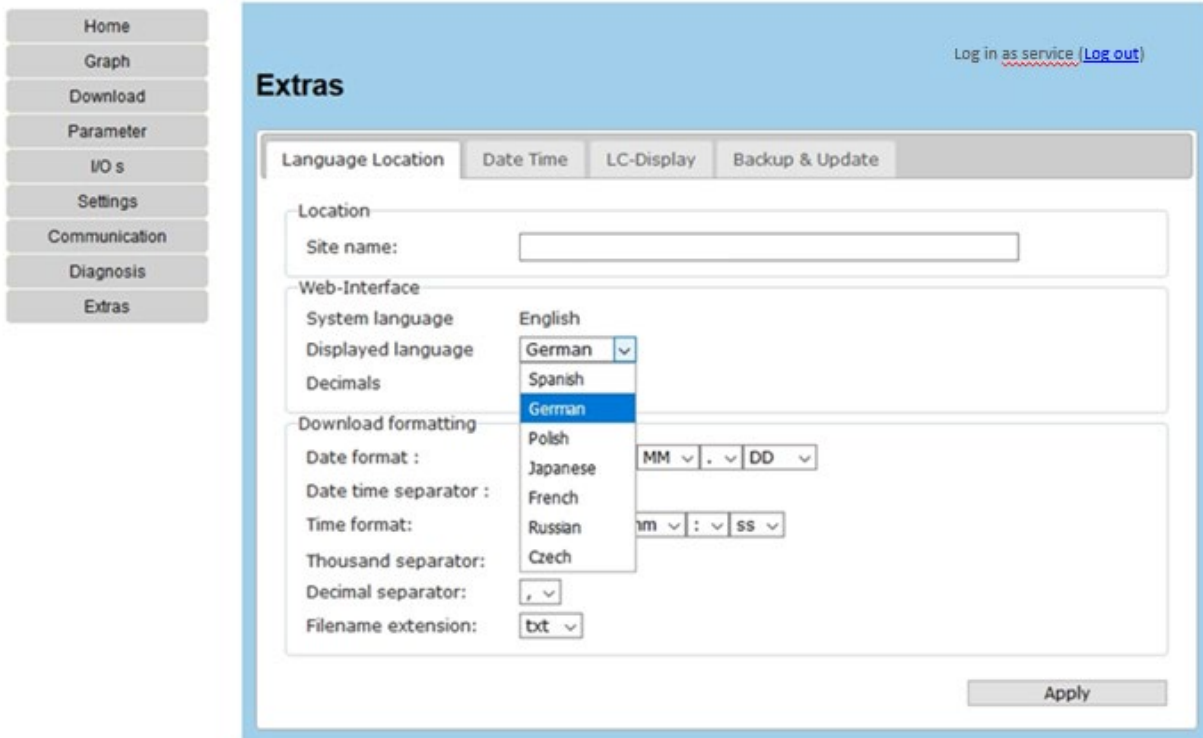 Home
Graph
Download
Parameter
I/O s
Settings
Communication
Diagnosis
Extras
Log in as service (Log out)
Extras
Language Location Date Time LC-Display Backup & Update
Location
Site name:
Web-Interface
System language English
Displayed language German
Decimals
Spanish
German
Polish
Japanese
French
Russian
Czech
Download formatting
Date format : MM . DD
Date time separator :
Time format: : ss
Thousand separator:
Decimal separator: ,
Filename extension: txt
Apply